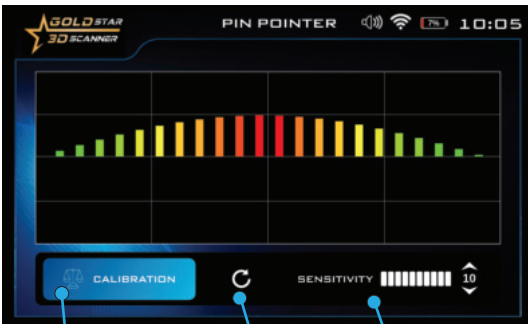 GOLD STAR
3D SCANNER
PIN POINTER
7%
10:05
CALIBRATION
SENSITIVITY
10